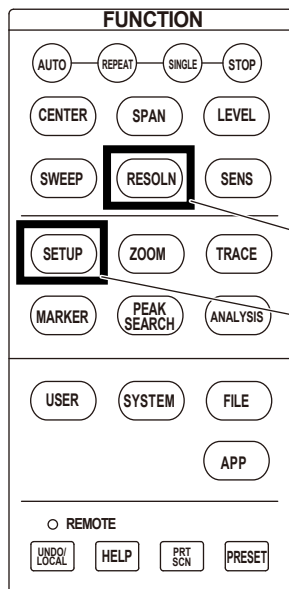 FUNCTION
AUTO REPEAT SINGLE STOP
CENTER SPAN LEVEL
SWEEP RESOLN SENS
SETUP ZOOM TRACE
MARKER PEAK SEARCH ANALYSIS
USER SYSTEM FILE
APP
REMOTE
UNDO/ LOCAL HELP PRT SCN PRESET